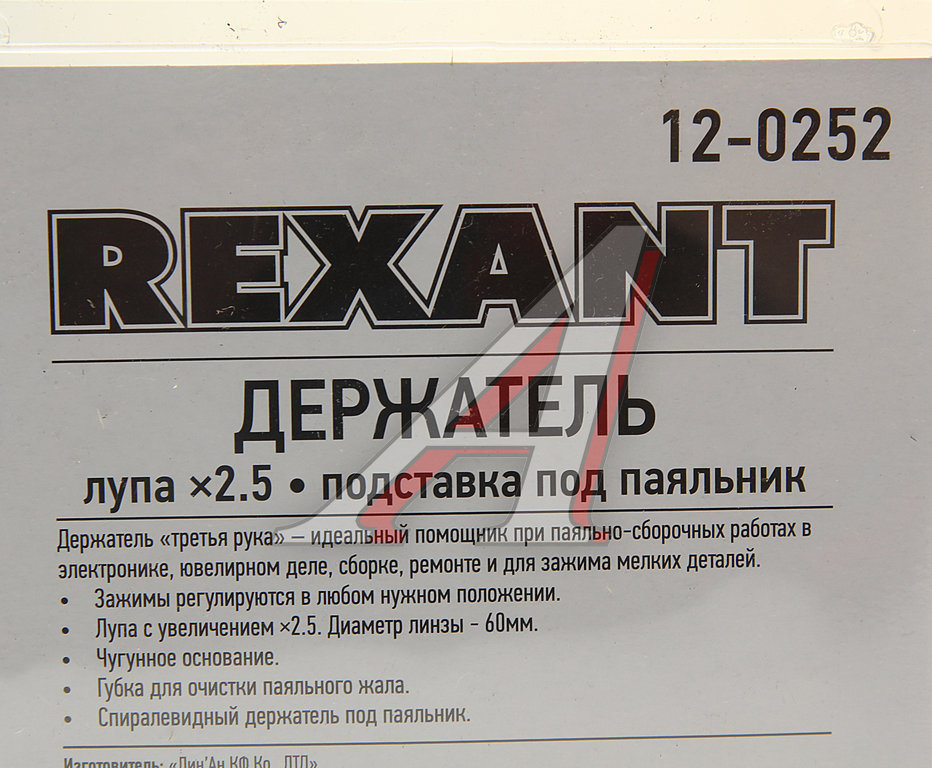 12-0252
REXANT
ДЕРЖАТЕЛЬ
лупа ×2.5 • подставка под паяльник
Держатель «третья рука» – идеальный помощник при паяльно-сборочных работах в
электронике, ювелирном деле, сборке, ремонте и для зажима мелких деталей.
• Зажимы регулируются в любом нужном положении.
• Лупа с увеличением ×2.5. Диаметр линзы - 60мм.
• Чугунное основание.
• Губка для очистки паяльного жала.
• Спиралевидный держатель под паяльник.
Изготовитель: